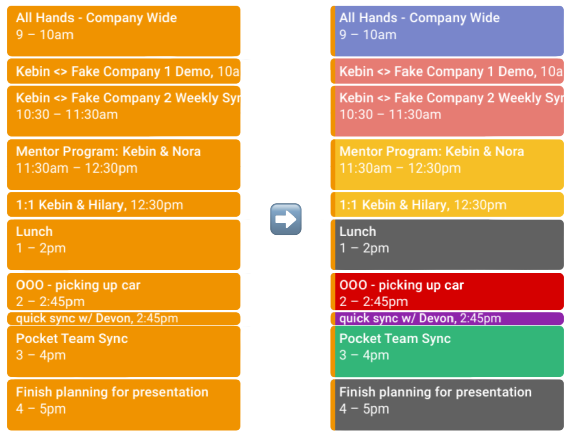 All Hands - Company Wide
9 – 10am
Kebin <> Fake Company 1 Demo, 10a
Kebin <> Fake Company 2 Weekly Syn
10:30 – 11:30am
Mentor Program: Kebin & Nora
11:30am – 12:30pm
1:1 Kebin & Hilary, 12:30pm
Lunch
1 – 2pm
OOO - picking up car
2 – 2:45pm
quick sync w/ Devon, 2:45pm
Pocket Team Sync
3 – 4pm
Finish planning for presentation
4 – 5pm
All Hands - Company Wide
9 – 10am
Kebin <> Fake Company 1 Demo, 10a
Kebin <> Fake Company 2 Weekly Syn
10:30 – 11:30am
Mentor Program: Kebin & Nora
11:30am – 12:30pm
1:1 Kebin & Hilary, 12:30pm
Lunch
1 – 2pm
OOO - picking up car
2 – 2:45pm
quick sync w/ Devon, 2:45pm
Pocket Team Sync
3 – 4pm
Finish planning for presentation
4 – 5pm